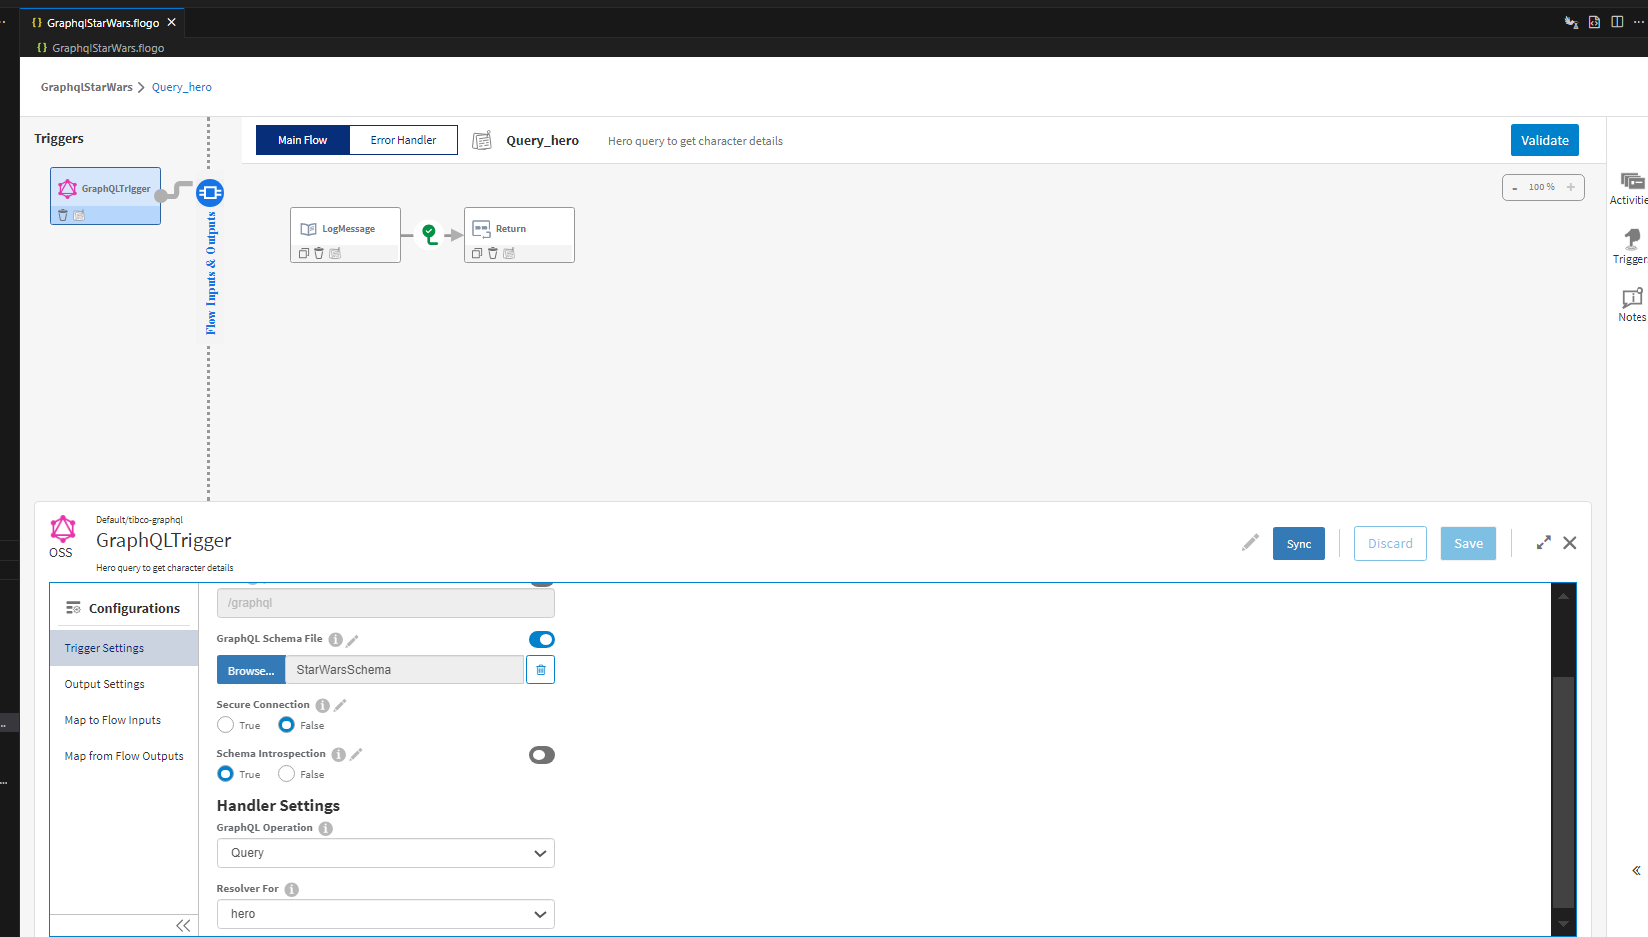 GraphqlStarWars.flogo
GraphqlStarWars.flogo
GraphqlStarWars
Query_hero
Triggers
Main Flow
Error Handler
Query_hero
Hero query to get character details
Validate
GraphQLTrigger
Flow Inputs & Outputs
LogMessage
Return
- 100 % +
Activitie
Trigger
Notes
OSS
Default/tibco-graphql
GraphQLTrigger
Hero query to get character details
Sync
Discard
Save
Configurations
Trigger Settings
Output Settings
Map to Flow Inputs
Map from Flow Outputs
/graphql
GraphQL Schema File
Browse...
StarWarsSchema
Secure Connection
True
False
Schema Introspection
True
False
Handler Settings
GraphQL Operation
Query
Resolver For
hero